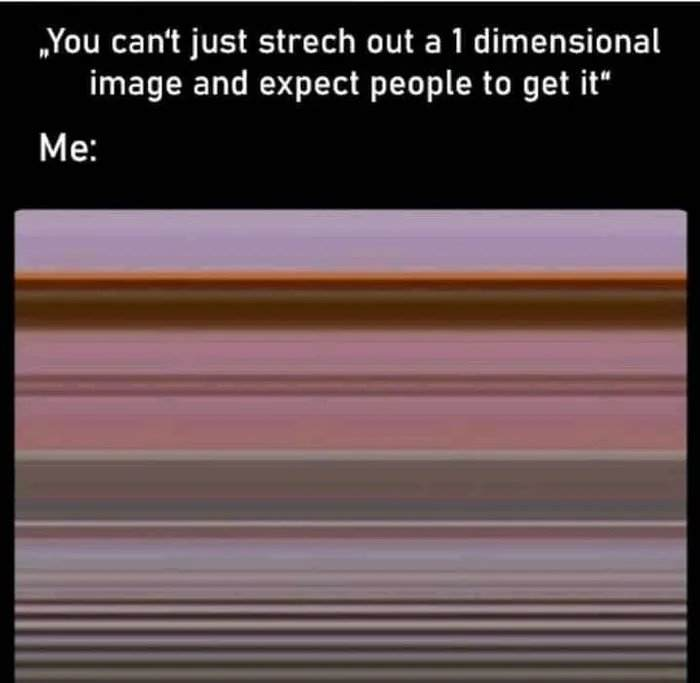 „You can't just strech out a 1 dimensional
image and expect people to get it“
Me: